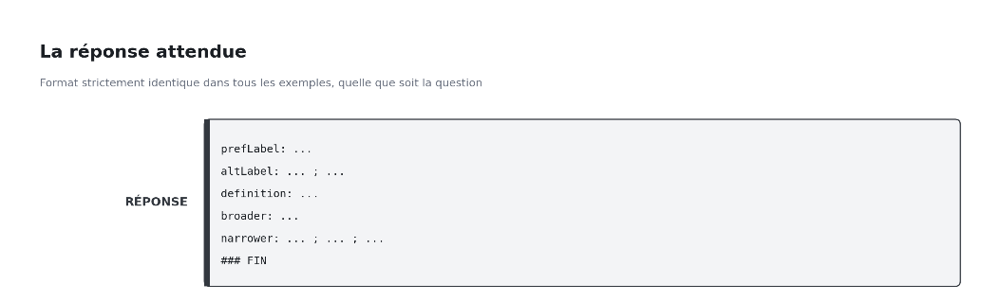 La réponse attendue
Format strictement identique dans tous les exemples, quelle que soit la question
prefLabel: ...
altLabel: ... ; ...
definition: ...
RÉPONSE
broader: ...
narrower: ... ; ... ; ...
### FIN